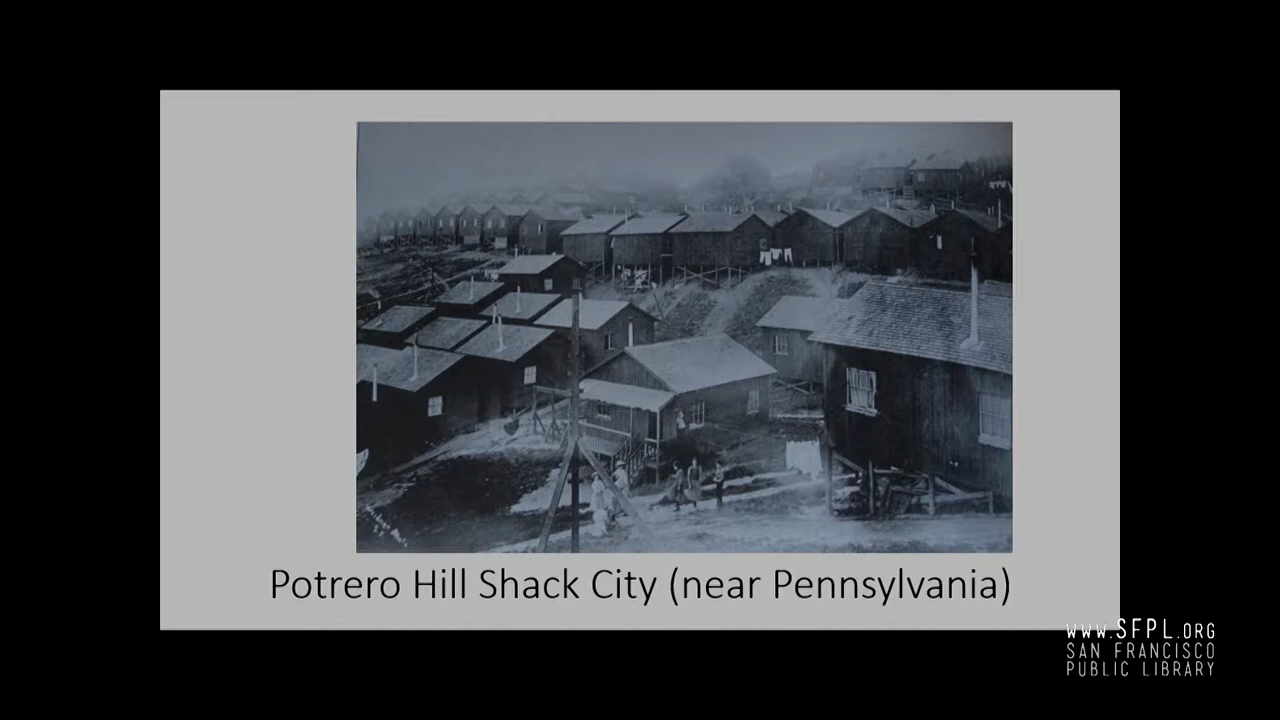 Potrero Hill Shack City (near Pennsylvania)
www.SFPL.ORG
SAN FRANCISCO
PUBLIC LIBRARY